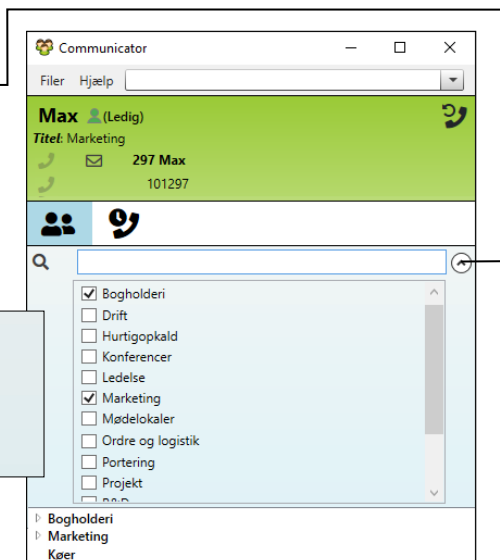 Communicator
Filer Hjælp
Max (Ledig)
Titel: Marketing
297 Max
101297
Bogholderi
Drift
Hurtigopkald
Konferencer
Ledelse
Marketing
Mødelokaler
Ordre og logistik
Portering
Projekt
Bogholderi
Marketing
Køer